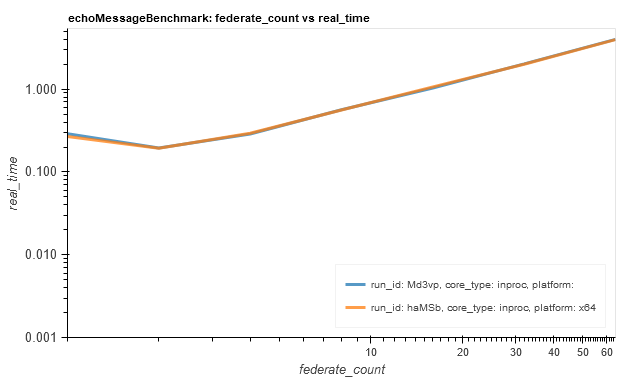 echoMessageBenchmark: federate_count vs real_time
1.000
0.100
0.010
0.001
real_time
run_id: Md3vp, core_type: inproc, platform:
run_id: haMSb, core_type: inproc, platform: x64
10 20 30 40 50 60
federate_count